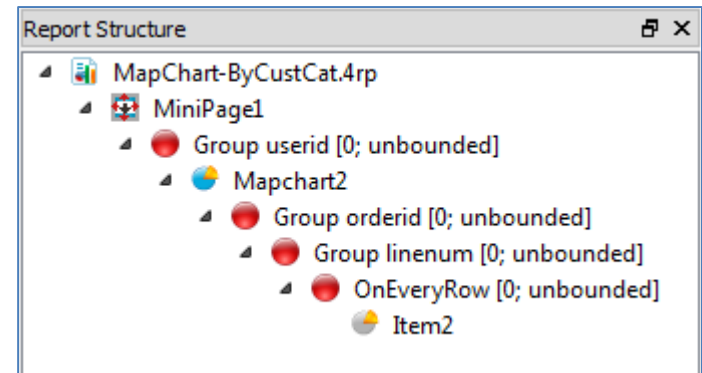 Report Structure
MapChart-ByCustCat.4rp
MiniPage1
Group userid [0; unbounded]
Mapchart2
Group orderid [0; unbounded]
Group linenum [0; unbounded]
OnEveryRow [0; unbounded]
Item2